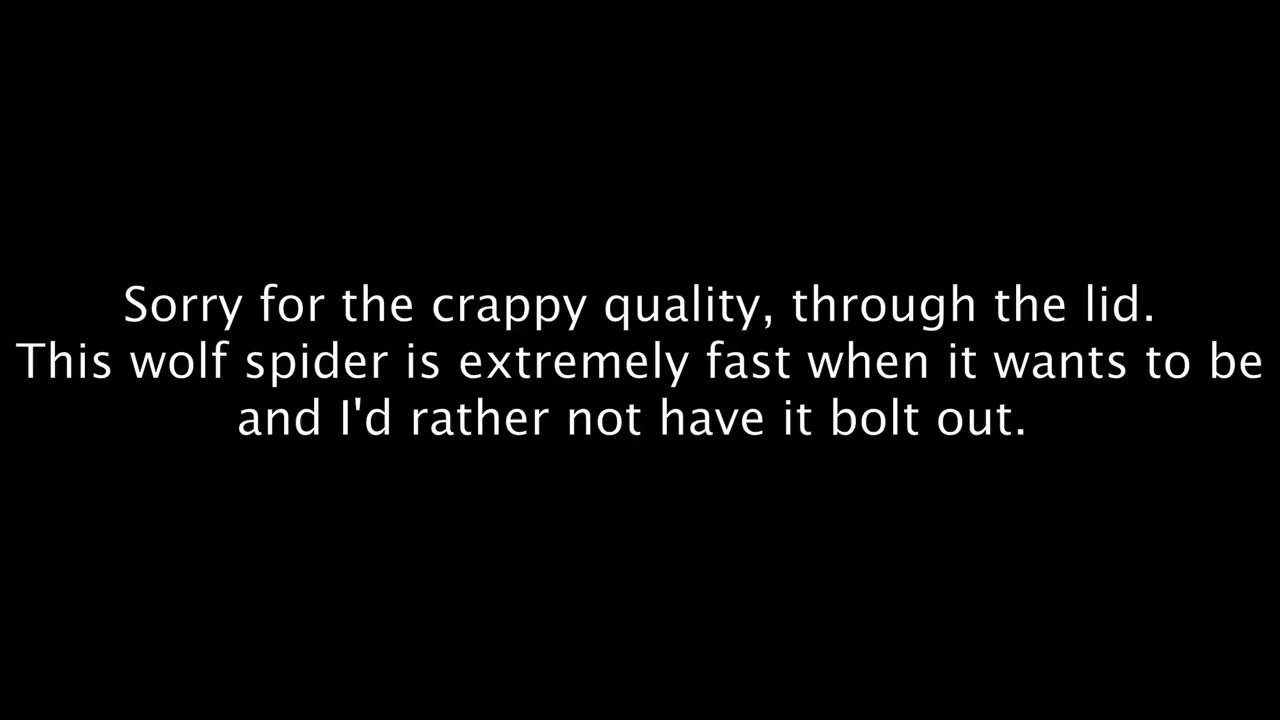 Sorry for the crappy quality, through the lid.
This wolf spider is extremely fast when it wants to be
and I'd rather not have it bolt out.